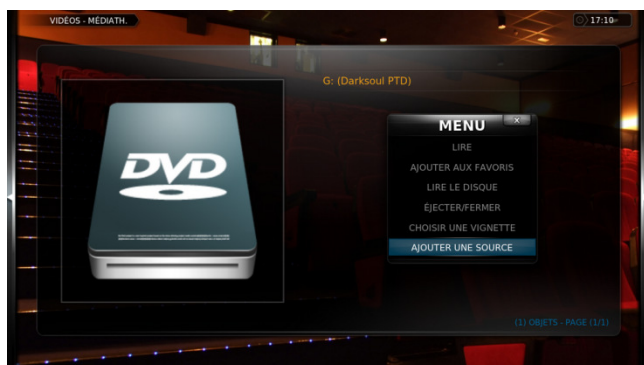 VIDÉOS - MÉDIATH.
17:10
G: (Darksoul PTD)
DVD
MENU
X
LIRE
AJOUTER AUX FAVORIS
LIRE LE DISQUE
ÉJECTER/FERMER
CHOISIR UNE VIGNETTE
AJOUTER UNE SOURCE
(1) OBJETS - PAGE (1/1)